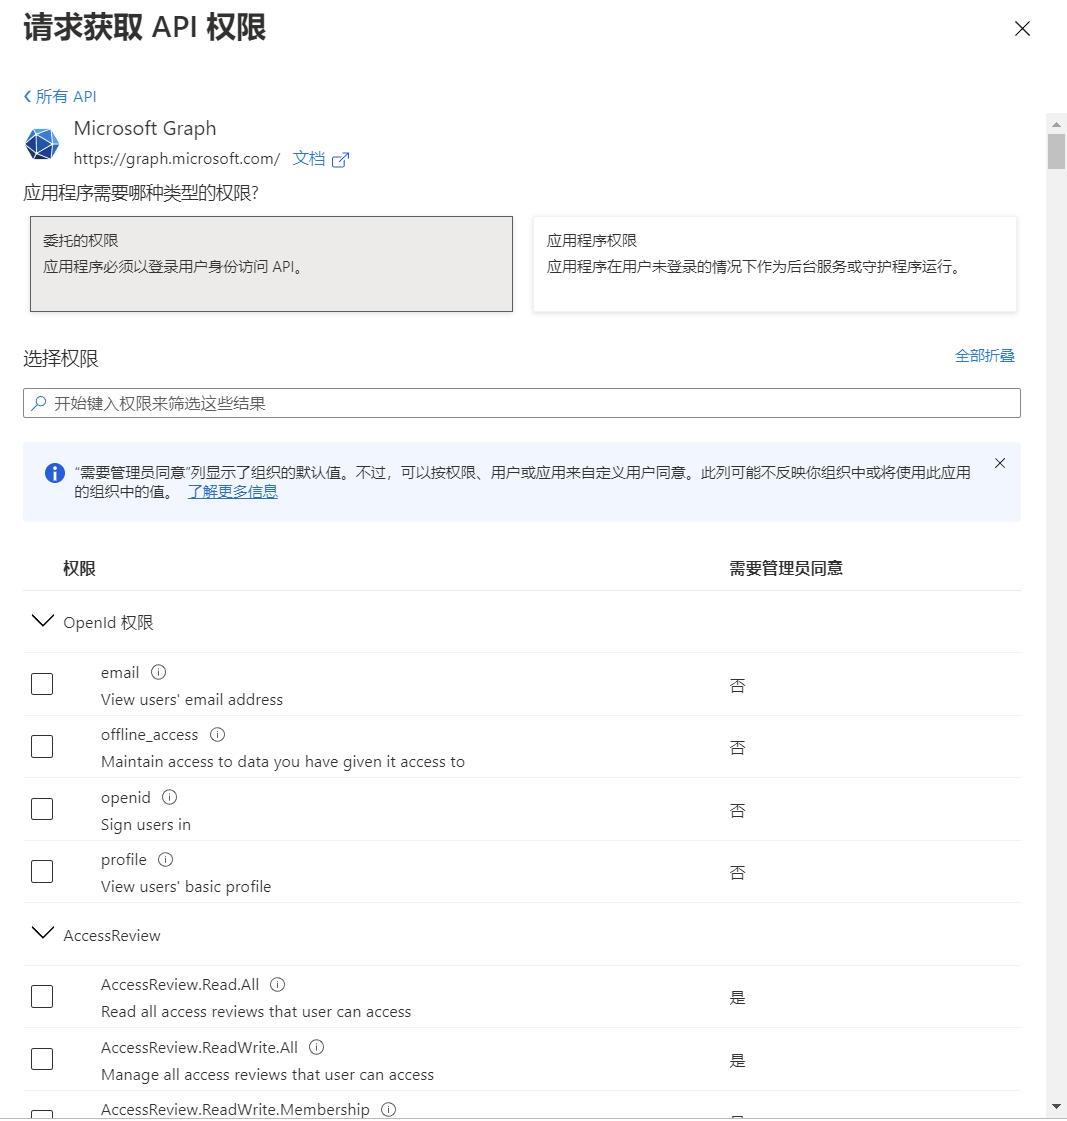 请求获取 API 权限
所有 API
Microsoft Graph
https://graph.microsoft.com/ 文档
应用程序需要哪种类型的权限?
委托的权限
应用程序必须以登录用户身份访问 API。
应用程序权限
应用程序在用户未登录的情况下作为后台服务或守护程序运行。
选择权限
全部折叠
开始键入权限来筛选这些结果
“需要管理员同意”列显示了组织的默认值。不过，可以按权限、用户或应用来自定义用户同意。此列可能不反映你组织中或将使用此应用
的组织中的值。 了解更多信息
权限 需要管理员同意
OpenId 权限
email
否
View users' email address
offline_access
否
Maintain access to data you have given it access to
openid
否
Sign users in
profile
否
View users' basic profile
AccessReview
AccessReview.Read.All
是
Read all access reviews that user can access
AccessReview.ReadWrite.All
是
Manage all access reviews that user can access
AccessReview.ReadWrite.Membership